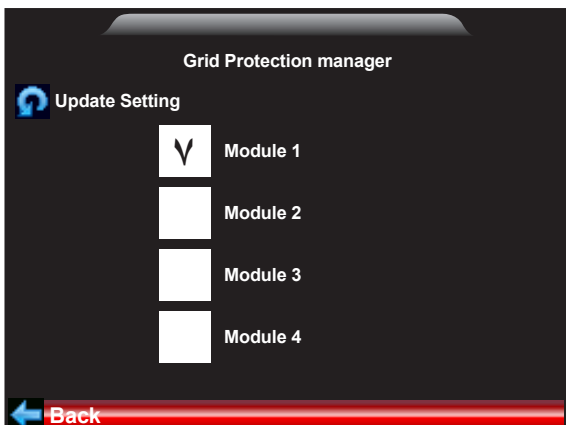 Grid Protection manager
Update Setting
√ Module 1
Module 2
Module 3
Module 4
Back